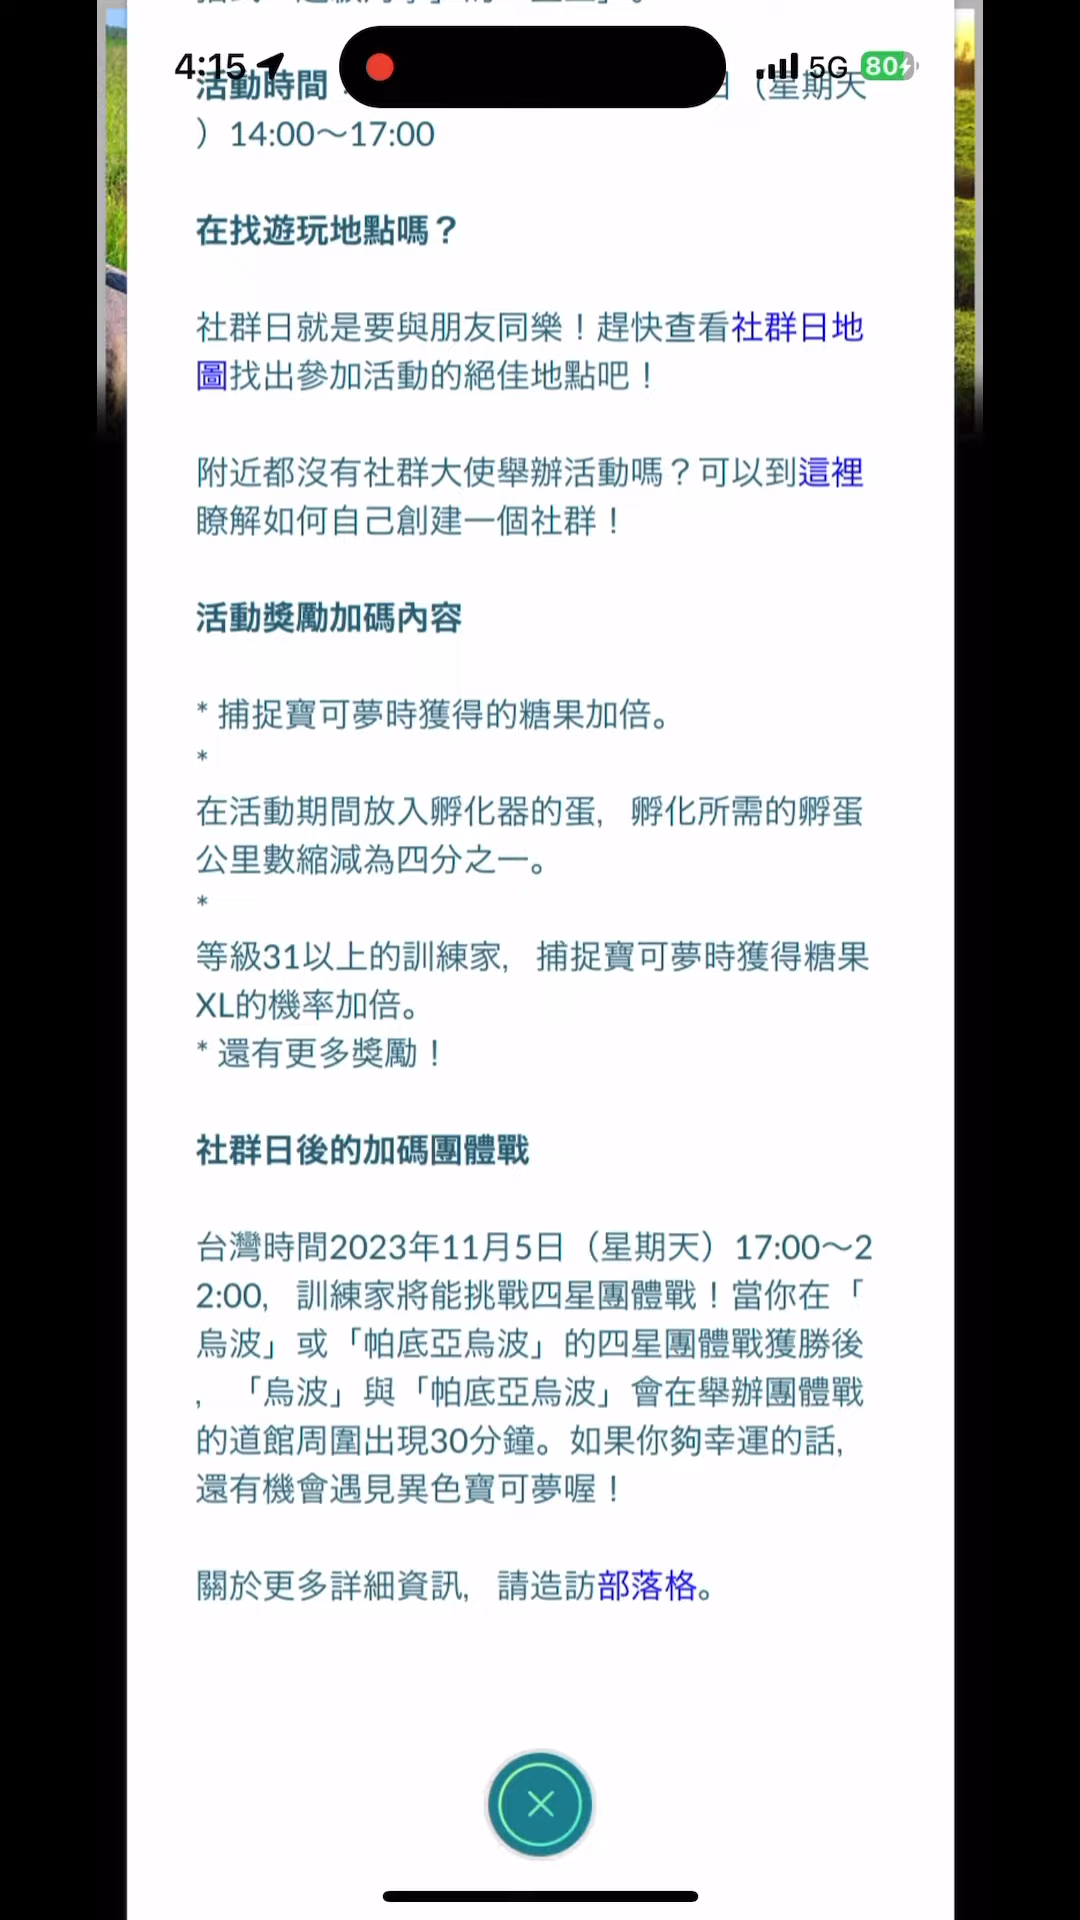 4:15
5G
80
活動時間
（星期天
）14:00～17:00
在找遊玩地點嗎？
社群日就是要與朋友同樂！趕快查看社群日地
圖找出參加活動的絕佳地點吧！
附近都沒有社群大使舉辦活動嗎？可以到這裡
瞭解如何自己創建一個社群！
活動獎勵加碼內容
* 捕捉寶可夢時獲得的糖果加倍。
*
在活動期間放入孵化器的蛋，孵化所需的孵蛋
公里數縮減為四分之一。
*
等級31以上的訓練家，捕捉寶可夢時獲得糖果
XL的機率加倍。
* 還有更多獎勵！
社群日後的加碼團體戰
台灣時間2023年11月5日（星期天）17:00～2
2:00，訓練家將能挑戰四星團體戰！當你在「
烏波」或「帕底亞烏波」的四星團體戰獲勝後
，「烏波」與「帕底亞烏波」會在舉辦團體戰
的道館周圍出現30分鐘。如果你夠幸運的話，
還有機會遇見異色寶可夢喔！
關於更多詳細資訊，請造訪部落格。